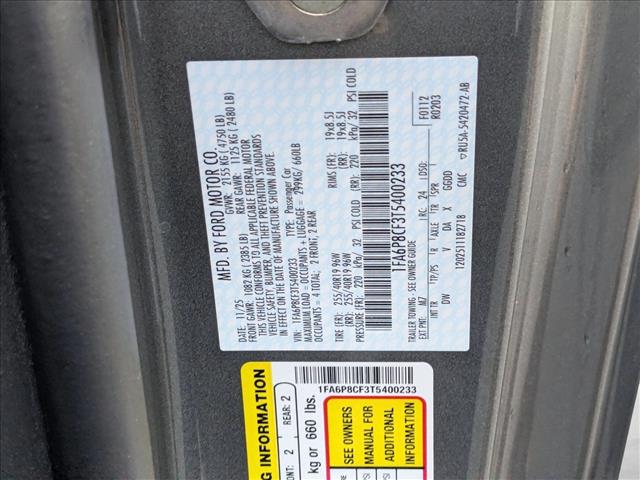 MFD. BY FORD MOTOR CO.
11/25 GVWR: 2155 KG ( 4750 LB)
FRONT GAWR: 1082 KG ( 2385 LB) REAR GAWR: 1125 KG ( 2480 LB)
THIS VEHICLE CONFORMS TO ALL APPLICABLE FEDERAL MOTOR
VEHICLE SAFETY, BUMPER, AND THEFT PREVENTION STANDARDS
IN EFFECT ON THE DATE OF MANUFACTURE SHOWN ABOVE.
VIN: 1FA6P8CF3T5400233 TYPE: Passenger Car
MAXIMUM LOAD = OCCUPANTS + LUGGAGE = 299KG/ 660LB
OCCUPANTS = 4 TOTAL; 2 FRONT; 2 REAR
TIRE (FR): 255/40R19 96W RIMS (FR): 19x8.5J
(RR): 255/40R19 96W (RR): 19x8.5J
PRESSURE (FR): 220 kPa/ 32 PSI COLD (RR): 220 kPa/ 32 PSI COLD
1FA6P8CF3T5400233
TRAILER TOWING - SEE OWNER GUIDE
EXT PNT: M7 RC: 24 DSO: F0112
R0203
INT TR TP/PS R AXLE TR SPR
DW V DA X GGDD
12025111182718 CMC ▽RU5A-5420472-AB
1FA6P8CF3T5400233
INFORMATION
2 REAR: 2
kg or 660 lbs.
SEE OWNERS
MANUAL FOR
ADDITIONAL
INFORMATION